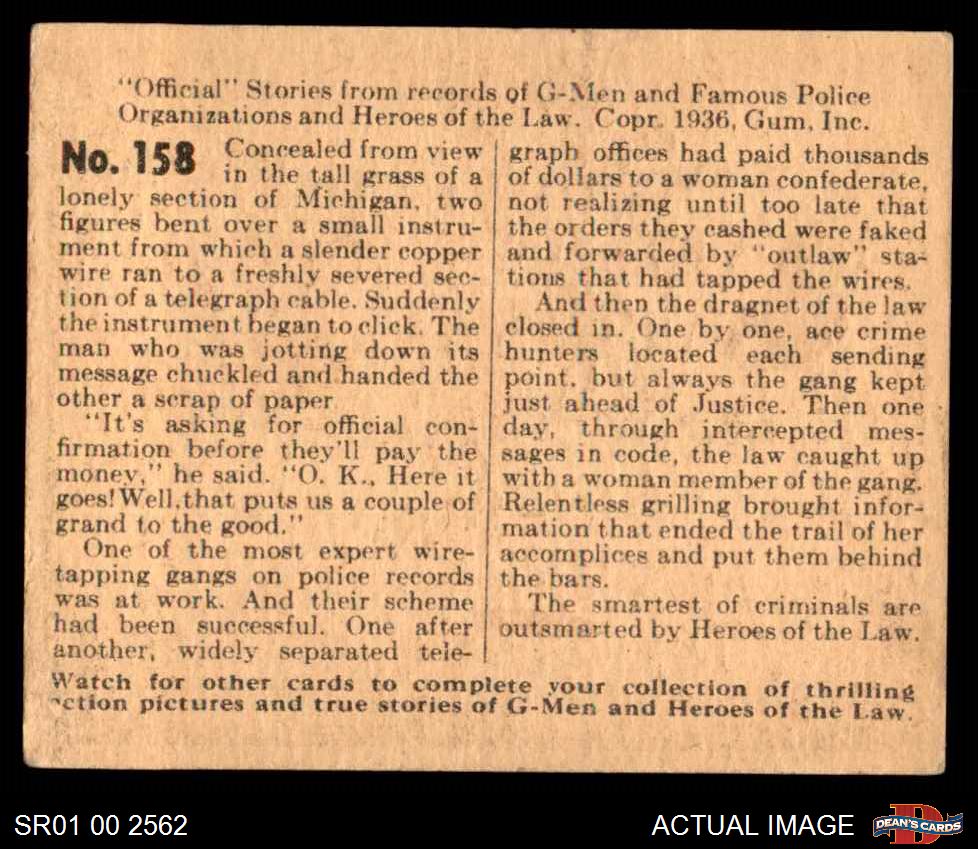 "Official" Stories from records of G-Men and Famous Police
Organizations and Heroes of the Law. Copr. 1936, Gum, Inc.
No. 158
Concealed from view
in the tall grass of a
lonely section of Michigan, two
figures bent over a small instru-
ment from which a slender copper
wire ran to a freshly severed sec-
tion of a telegraph cable. Suddenly
the instrument began to click. The
man who was jotting down its
message chuckled and handed the
other a scrap of paper
"It's asking for official con-
firmation before they'll pay the
money," he said. "O. K., Here it
goes! Well, that puts us a couple of
grand to the good."
One of the most expert wire-
tapping gangs on police records
was at work. And their scheme
had been successful. One after
another, widely separated tele-
graph offices had paid thousands
of dollars to a woman confederate,
not realizing until too late that
the orders they cashed were faked
and forwarded by "outlaw" sta-
tions that had tapped the wires.
And then the dragnet of the law
closed in. One by one, ace crime
hunters located each sending
point, but always the gang kept
just ahead of Justice. Then one
day, through intercepted mes-
sages in code, the law caught up
with a woman member of the gang.
Relentless grilling brought infor-
mation that ended the trail of her
accomplices and put them behind
the bars.
The smartest of criminals are
outsmarted by Heroes of the Law.
Watch for other cards to complete your collection of thrilling
action pictures and true stories of G-Men and Heroes of the Law.
SR01 00 2562
ACTUAL IMAGE
DEAN'S CARDS